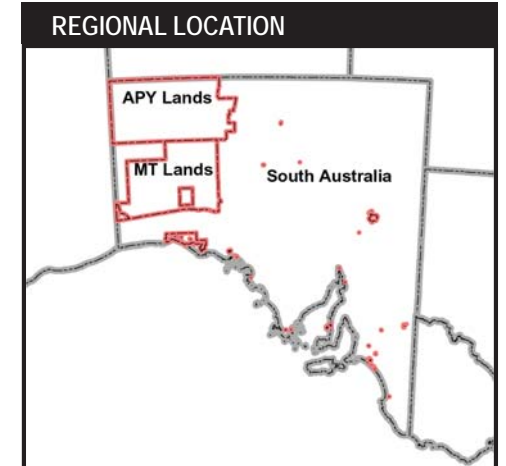 REGIONAL LOCATION
APY Lands
MT Lands
South Australia